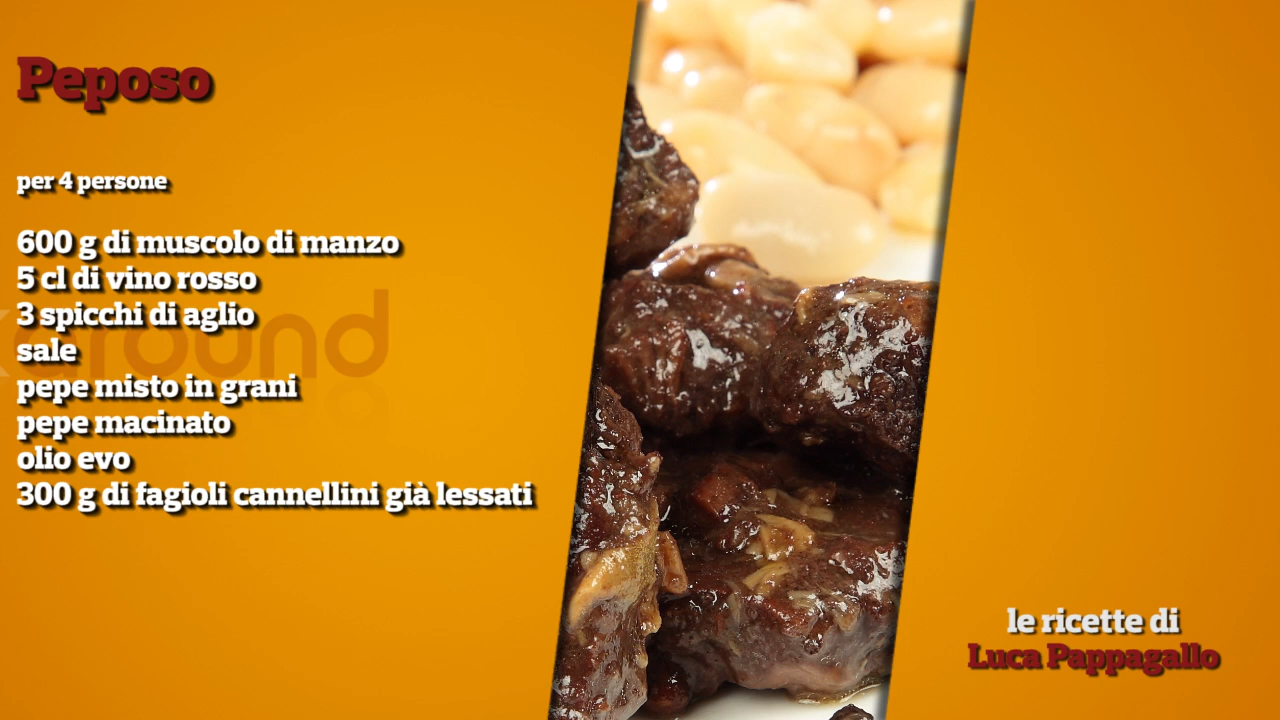 Peposo
per 4 persone
600 g di muscolo di manzo
5 cl di vino rosso
3 spicchi di aglio
sale
pepe misto in grani
pepe macinato
olio evo
300 g di fagioli cannellini già lessati
around
le ricette di
Luca Pappagallo